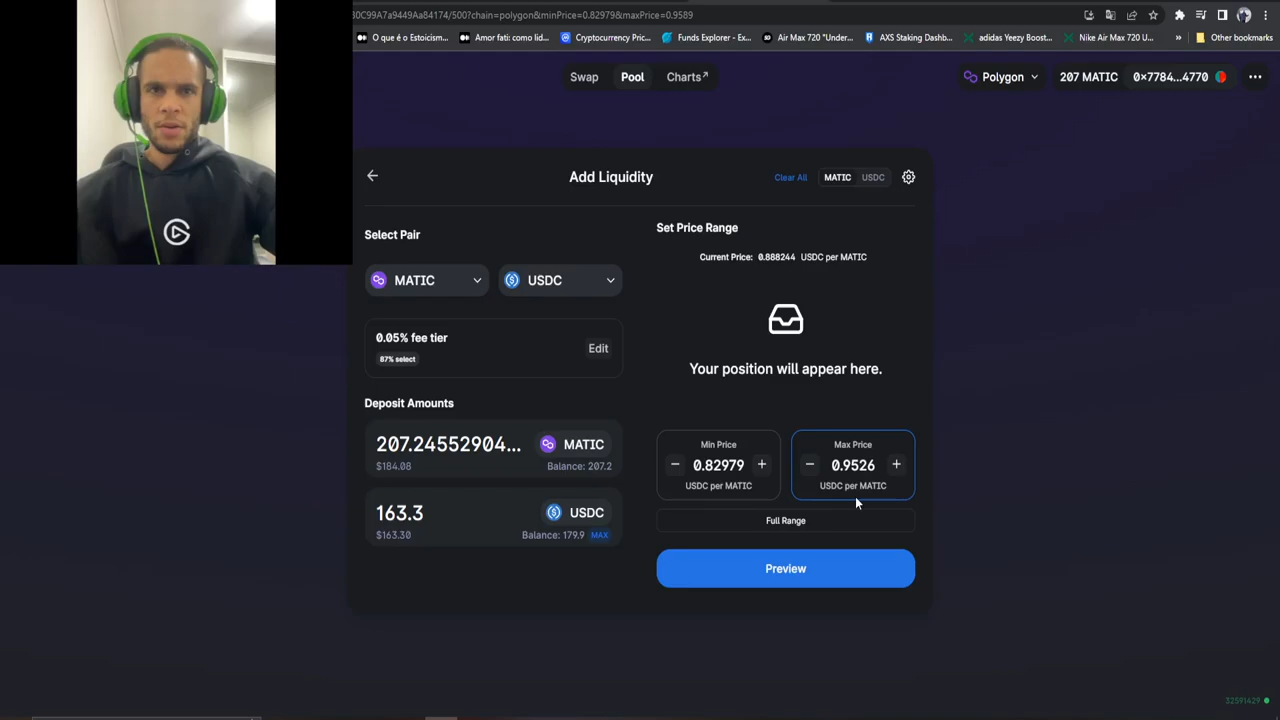 30C99A7a9449Aa84174/500?chain=polygon&minPrice=0.82979&maxPrice=0.9589
O que é o Estoicism...
Amor fati: como lid...
Cryptocurrency Pric...
Funds Explorer - Ex...
Air Max 720 "Under...
AXS Staking Dashb...
adidas Yeezy Boost...
Nike Air Max 720 U...
»
Other bookmarks
Swap
Pool
Charts↗
Polygon
207 MATIC
0×7784...4770
Add Liquidity
Clear All
MATIC
USDC
Select Pair
MATIC
USDC
0.05% fee tier
87% select
Edit
Deposit Amounts
207.24552904...
MATIC
$184.08
Balance: 207.2
163.3
USDC
$163.30
Balance: 179.9
MAX
Set Price Range
Current Price: 0.888244 USDC per MATIC
Your position will appear here.
Min Price
0.82979
USDC per MATIC
Max Price
0.9526
USDC per MATIC
Full Range
Preview
32591429